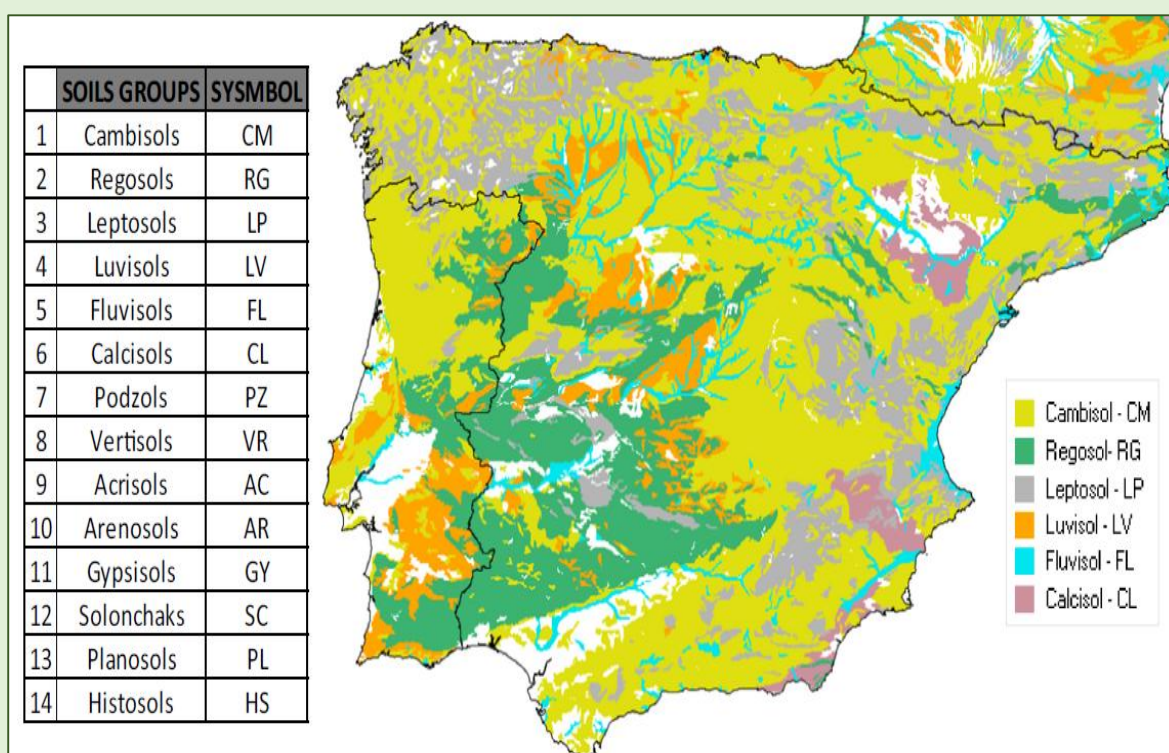 SOILS GROUPS SYSMBOL
1 Cambisols CM
2 Regosols RG
3 Leptosols LP
4 Luvisols LV
5 Fluvisols FL
6 Calcisols CL
7 Podzols PZ
8 Vertisols VR
9 Acrisols AC
10 Arenosols AR
11 Gypsisols GY
12 Solonchaks SC
13 Planosols PL
14 Histosols HS
Cambisol - CM
Regosol- RG
Leptosol - LP
Luvisol - LV
Fluvisol - FL
Calcisol - CL